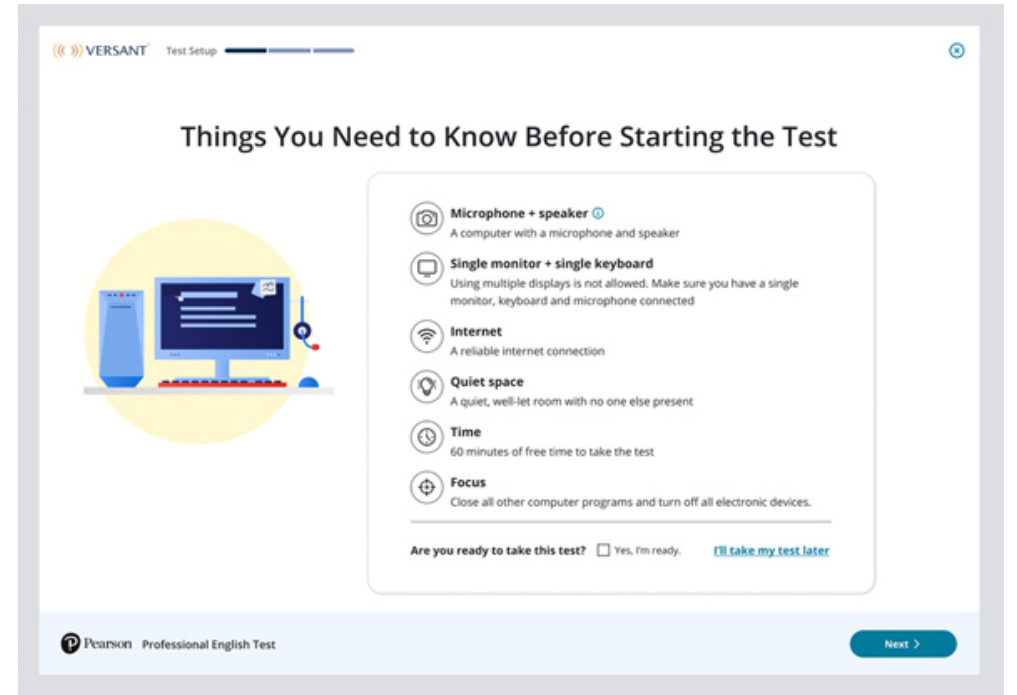 VERSANT
Test Setup
Things You Need to Know Before Starting the Test
Microphone + speaker
A computer with a microphone and speaker
Single monitor + single keyboard
Using multiple displays is not allowed. Make sure you have a single
monitor, keyboard and microphone connected
Internet
A reliable internet connection
Quiet space
A quiet, well-let room with no one else present
Time
60 minutes of free time to take the test
Focus
Close all other computer programs and turn off all electronic devices.
Are you ready to take this test? Yes, I'm ready. I'll take my test later
Pearson Professional English Test
Next >